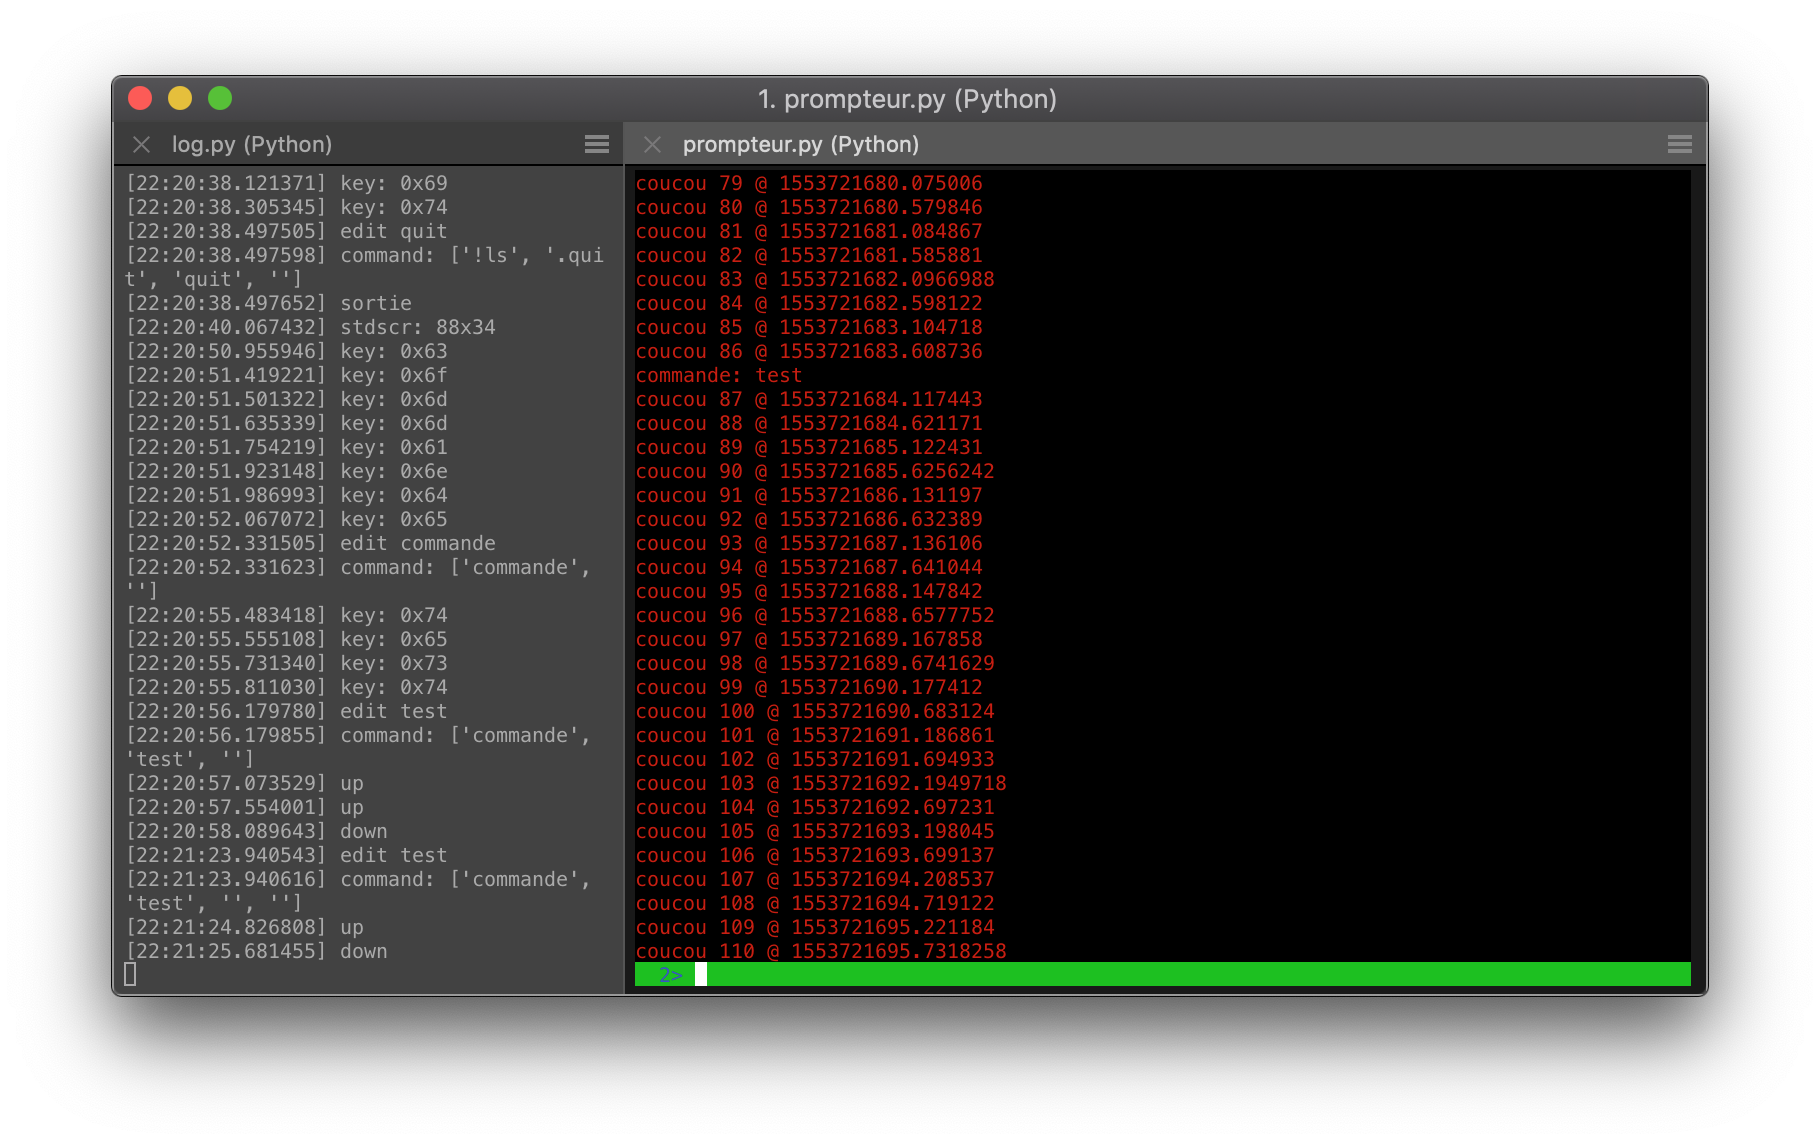 1. prompteur.py (Python)
log.py (Python)
[22:20:38.121371] key: 0x69
[22:20:38.305345] key: 0x74
[22:20:38.497505] edit quit
[22:20:38.497598] command: ['!ls', '.qui
t', 'quit', '']
[22:20:38.497652] sortie
[22:20:40.067432] stdscr: 88x34
[22:20:50.955946] key: 0x63
[22:20:51.419221] key: 0x6f
[22:20:51.501322] key: 0x6d
[22:20:51.635339] key: 0x6d
[22:20:51.754219] key: 0x61
[22:20:51.923148] key: 0x6e
[22:20:51.986993] key: 0x64
[22:20:52.067072] key: 0x65
[22:20:52.331505] edit commande
[22:20:52.331623] command: ['commande',
'']
[22:20:55.483418] key: 0x74
[22:20:55.555108] key: 0x65
[22:20:55.731340] key: 0x73
[22:20:55.811030] key: 0x74
[22:20:56.179780] edit test
[22:20:56.179855] command: ['commande',
'test', '']
[22:20:57.073529] up
[22:20:57.554001] up
[22:20:58.089643] down
[22:21:23.940543] edit test
[22:21:23.940616] command: ['commande',
'test', '', '']
[22:21:24.826808] up
[22:21:25.681455] down
prompteur.py (Python)
coucou 79 @ 1553721680.075006
coucou 80 @ 1553721680.579846
coucou 81 @ 1553721681.084867
coucou 82 @ 1553721681.585881
coucou 83 @ 1553721682.0966988
coucou 84 @ 1553721682.598122
coucou 85 @ 1553721683.104718
coucou 86 @ 1553721683.608736
commande: test
coucou 87 @ 1553721684.117443
coucou 88 @ 1553721684.621171
coucou 89 @ 1553721685.122431
coucou 90 @ 1553721685.6256242
coucou 91 @ 1553721686.131197
coucou 92 @ 1553721686.632389
coucou 93 @ 1553721687.136106
coucou 94 @ 1553721687.641044
coucou 95 @ 1553721688.147842
coucou 96 @ 1553721688.6577752
coucou 97 @ 1553721689.167858
coucou 98 @ 1553721689.6741629
coucou 99 @ 1553721690.177412
coucou 100 @ 1553721690.683124
coucou 101 @ 1553721691.186861
coucou 102 @ 1553721691.694933
coucou 103 @ 1553721692.1949718
coucou 104 @ 1553721692.697231
coucou 105 @ 1553721693.198045
coucou 106 @ 1553721693.699137
coucou 107 @ 1553721694.208537
coucou 108 @ 1553721694.719122
coucou 109 @ 1553721695.221184
coucou 110 @ 1553721695.7318258
2>